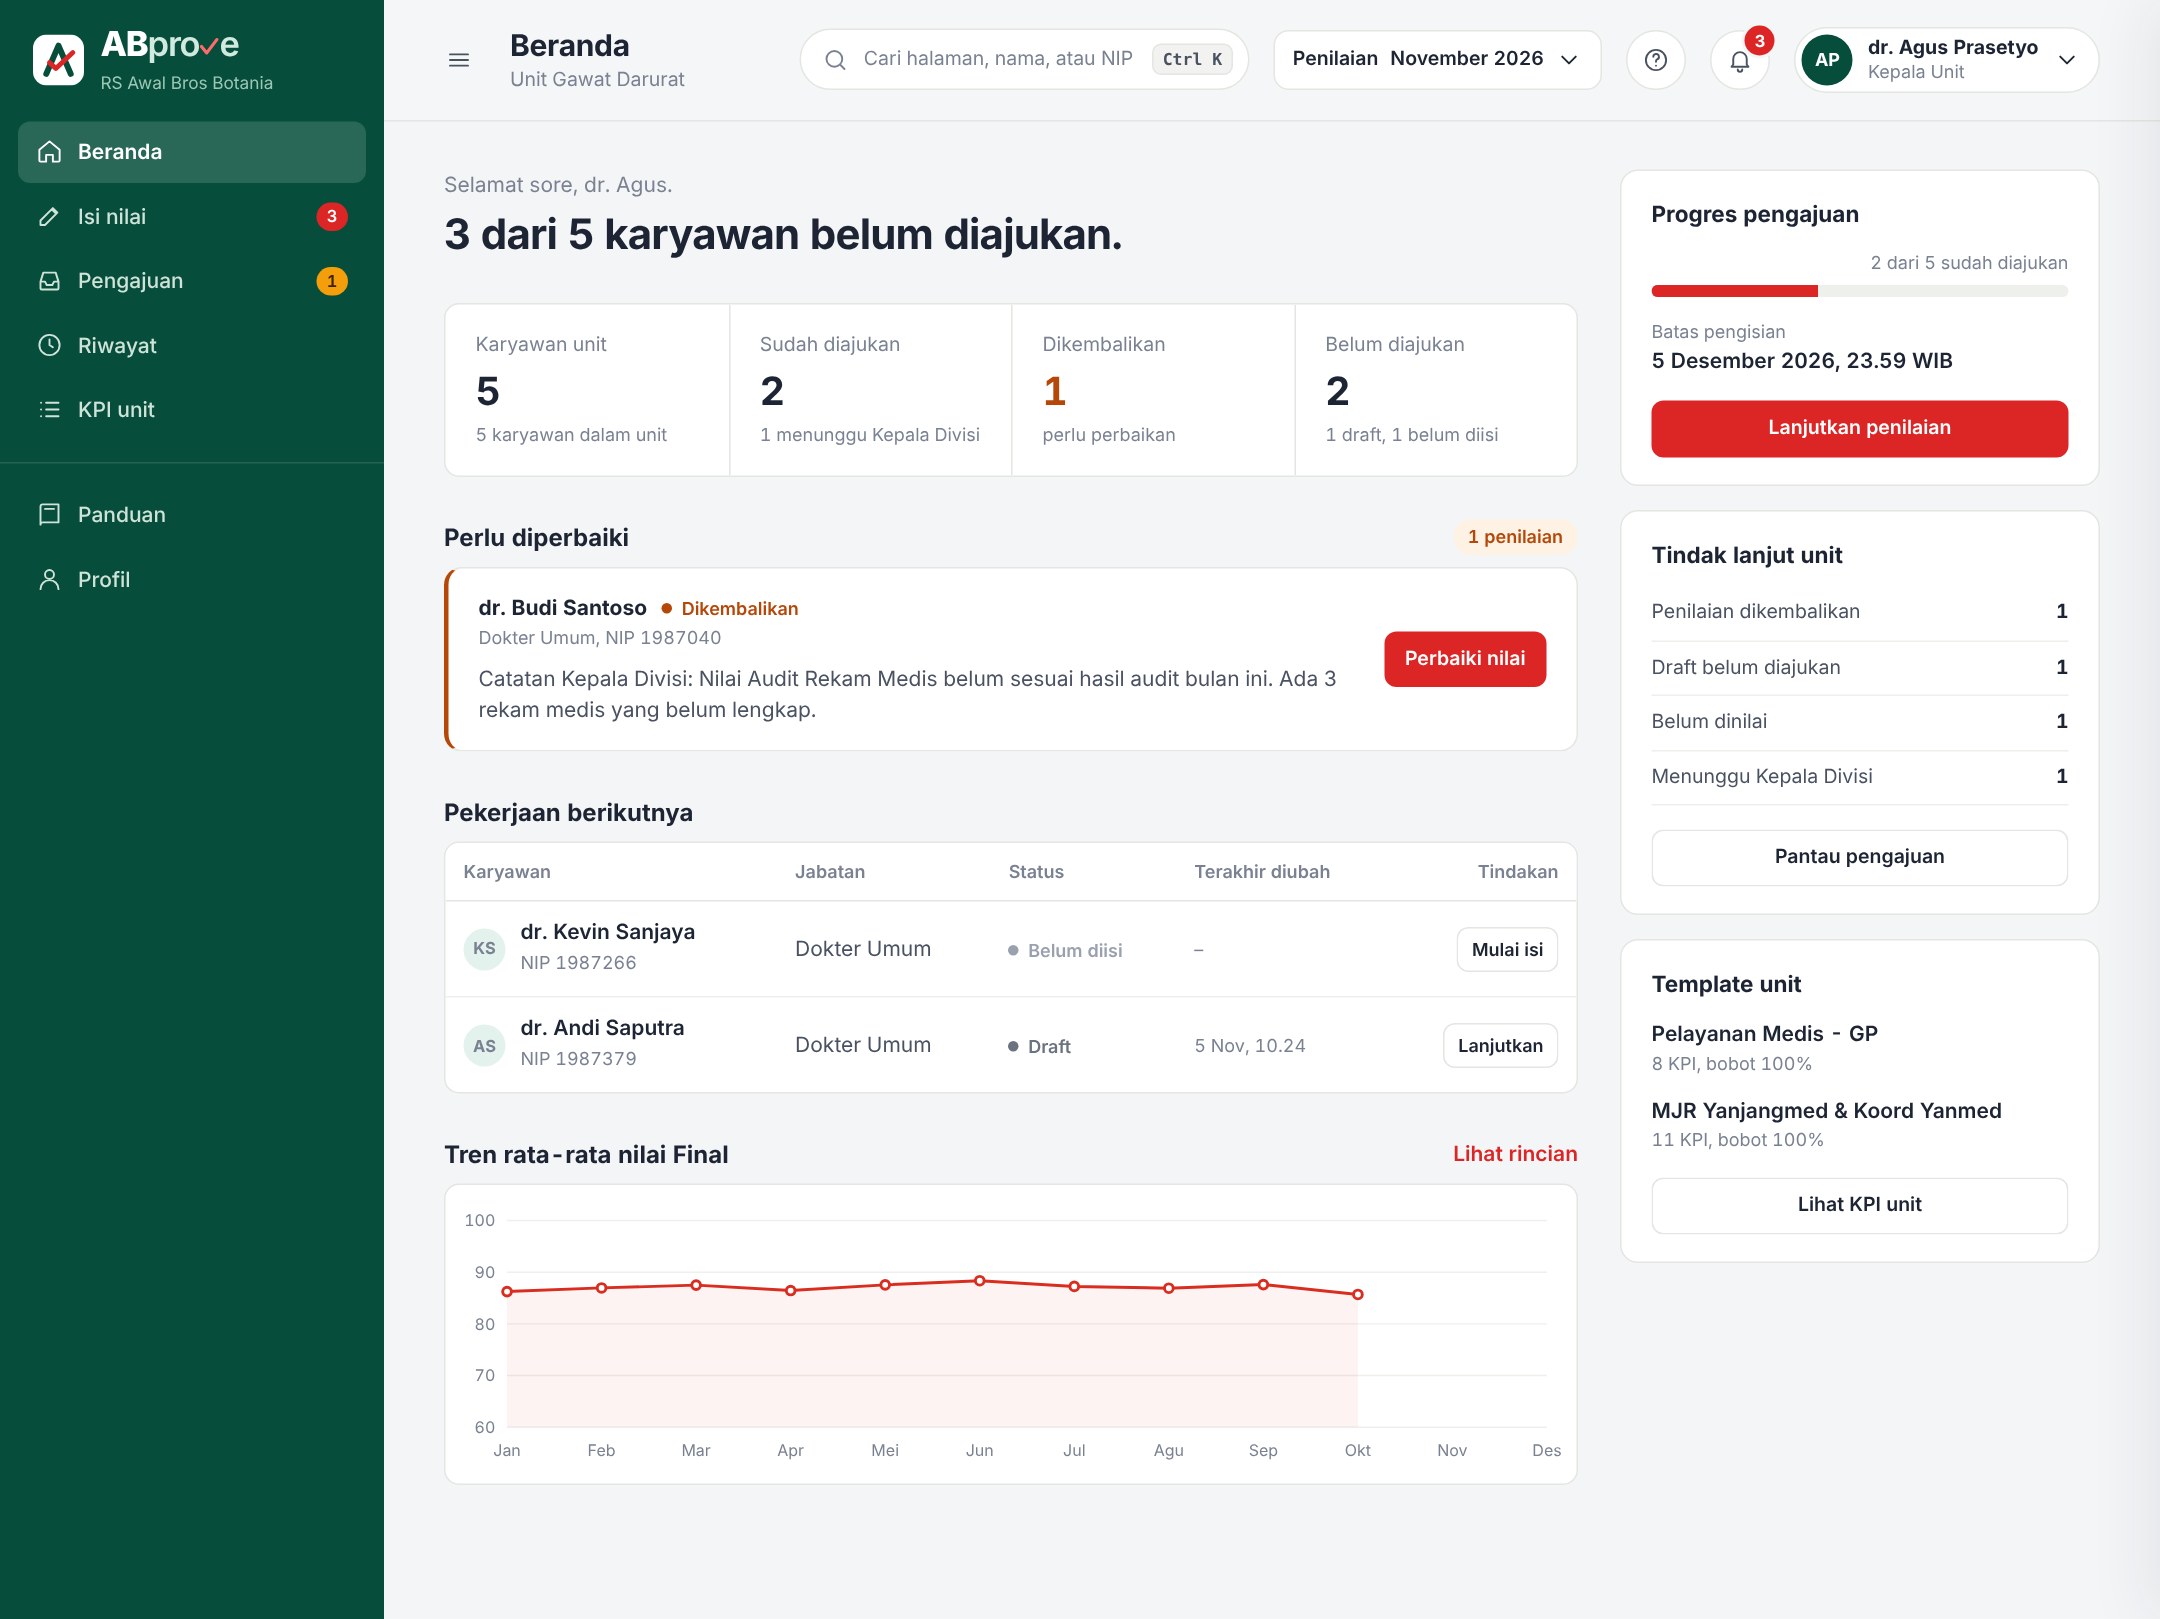 ABprove
RS Awal Bros Botania
Beranda
Isi nilai
3
Pengajuan
1
Riwayat
KPI unit
Panduan
Profil
Beranda
Unit Gawat Darurat
Cari halaman, nama, atau NIP
Ctrl K
Penilaian November 2026
3
AP
dr. Agus Prasetyo
Kepala Unit
Selamat sore, dr. Agus.
3 dari 5 karyawan belum diajukan.
Karyawan unit
5
5 karyawan dalam unit
Sudah diajukan
2
1 menunggu Kepala Divisi
Dikembalikan
1
perlu perbaikan
Belum diajukan
2
1 draft, 1 belum diisi
Perlu diperbaiki
1 penilaian
dr. Budi Santoso
Dikembalikan
Dokter Umum, NIP 1987040
Catatan Kepala Divisi: Nilai Audit Rekam Medis belum sesuai hasil audit bulan ini. Ada 3
rekam medis yang belum lengkap.
Perbaiki nilai
Pekerjaan berikutnya
Karyawan Jabatan Status Terakhir diubah Tindakan
KS
dr. Kevin Sanjaya
NIP 1987266
Dokter Umum
Belum diisi
–
Mulai isi
AS
dr. Andi Saputra
NIP 1987379
Dokter Umum
Draft
5 Nov, 10.24
Lanjutkan
Tren rata-rata nilai Final
Lihat rincian
100
90
80
70
60
Jan Feb Mar Apr Mei Jun Jul Agu Sep Okt Nov Des
Progres pengajuan
2 dari 5 sudah diajukan
Batas pengisian
5 Desember 2026, 23.59 WIB
Lanjutkan penilaian
Tindak lanjut unit
Penilaian dikembalikan 1
Draft belum diajukan 1
Belum dinilai 1
Menunggu Kepala Divisi 1
Pantau pengajuan
Template unit
Pelayanan Medis - GP
8 KPI, bobot 100%
MJR Yanjangmed & Koord Yanmed
11 KPI, bobot 100%
Lihat KPI unit